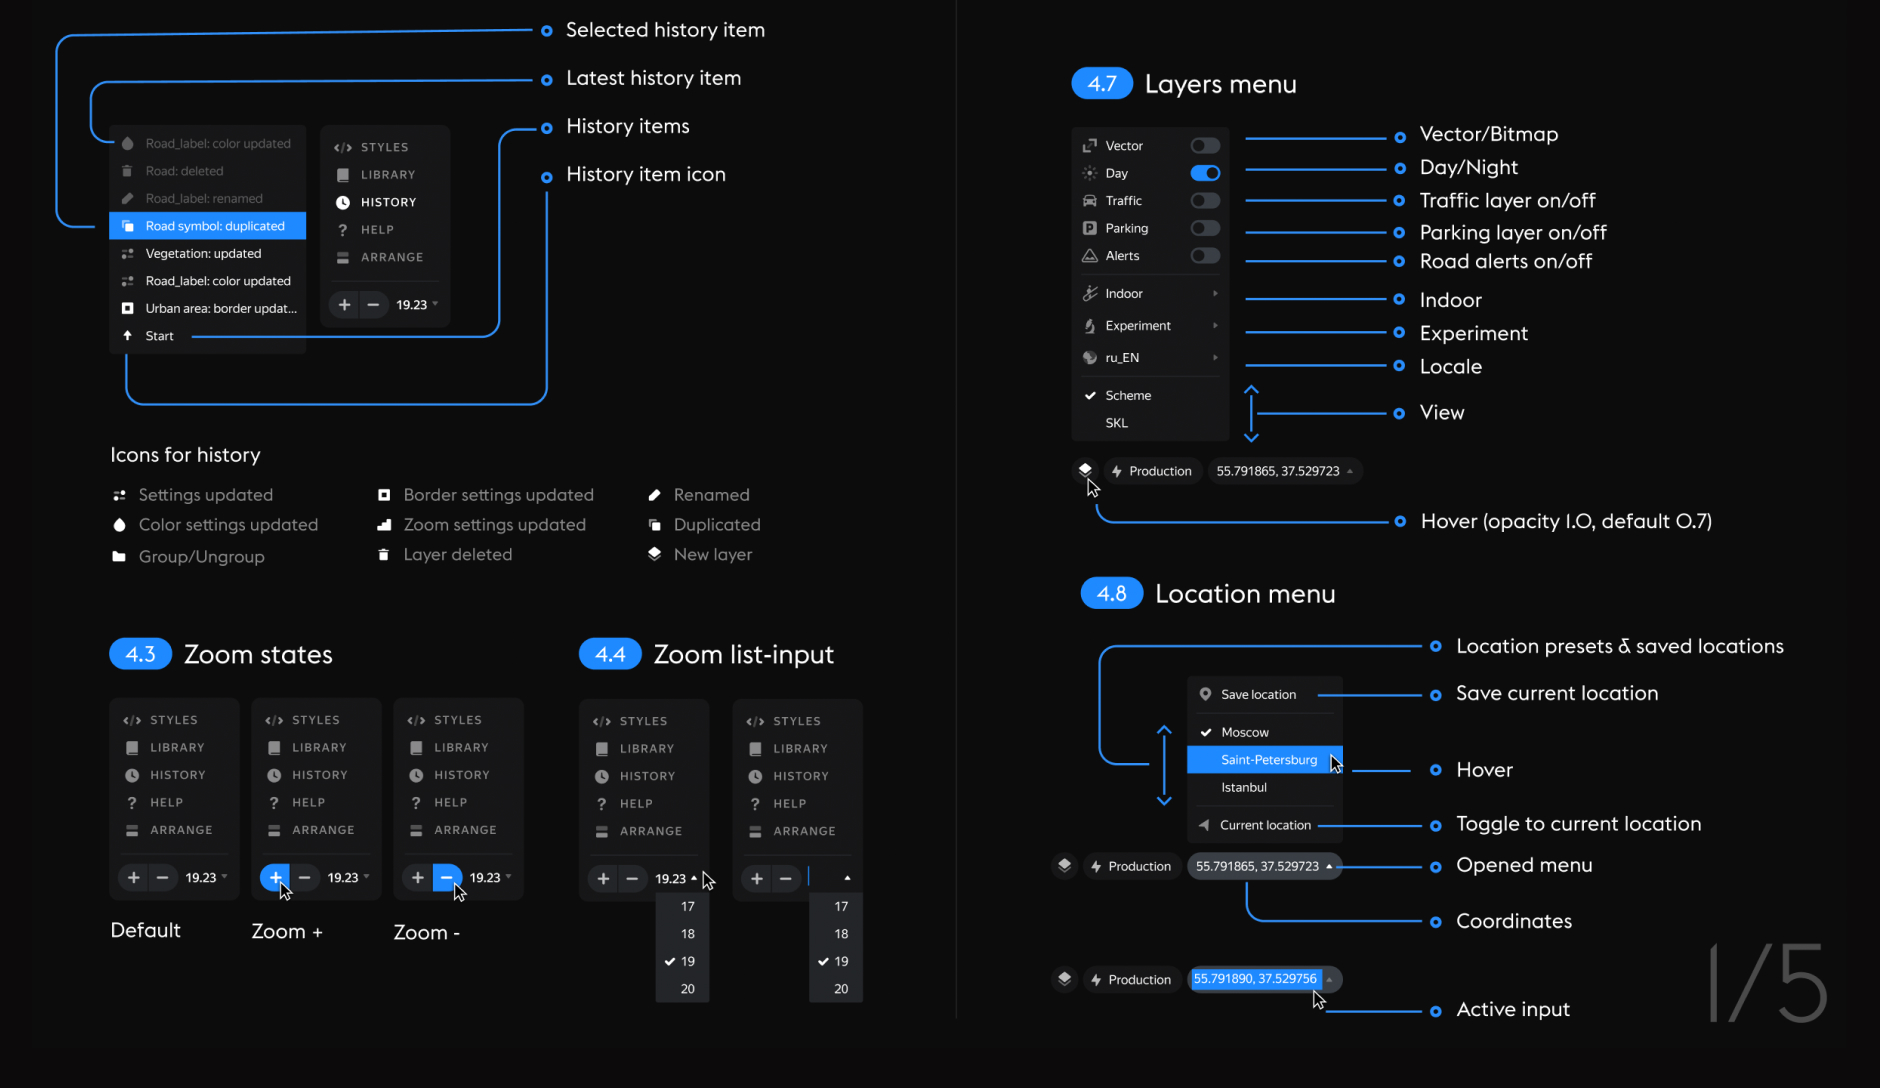 Selected history item
Latest history item
History items
History item icon
Road_label: color updated
Road: deleted
Road_label: renamed
Road symbol: duplicated
Vegetation: updated
Road_label: color updated
Urban area: border updat...
Start
</> STYLES
LIBRARY
HISTORY
? HELP
ARRANGE
+ − 19.23
Icons for history
Settings updated
Color settings updated
Group/Ungroup
Border settings updated
Zoom settings updated
Layer deleted
Renamed
Duplicated
New layer
4.3 Zoom states
</> STYLES
LIBRARY
HISTORY
? HELP
ARRANGE
+ − 19.23
Default
</> STYLES
LIBRARY
HISTORY
? HELP
ARRANGE
+ − 19.23
Zoom +
</> STYLES
LIBRARY
HISTORY
? HELP
ARRANGE
+ − 19.23
Zoom -
4.4 Zoom list-input
</> STYLES
LIBRARY
HISTORY
? HELP
ARRANGE
+ − 19.23
17
18
19
20
</> STYLES
LIBRARY
HISTORY
? HELP
ARRANGE
+ −
17
18
19
20
4.7 Layers menu
Vector
Day
Traffic
P Parking
Alerts
Indoor
Experiment
ru_EN
Scheme
SKL
Production 55.791865, 37.529723
Vector/Bitmap
Day/Night
Traffic layer on/off
Parking layer on/off
Road alerts on/off
Indoor
Experiment
Locale
View
Hover (opacity 1.0, default 0.7)
4.8 Location menu
Save location
Moscow
Saint-Petersburg
Istanbul
Current location
Production 55.791865, 37.529723
Production 55.791890, 37.529756
Location presets & saved locations
Save current location
Hover
Toggle to current location
Opened menu
Coordinates
Active input
1/5